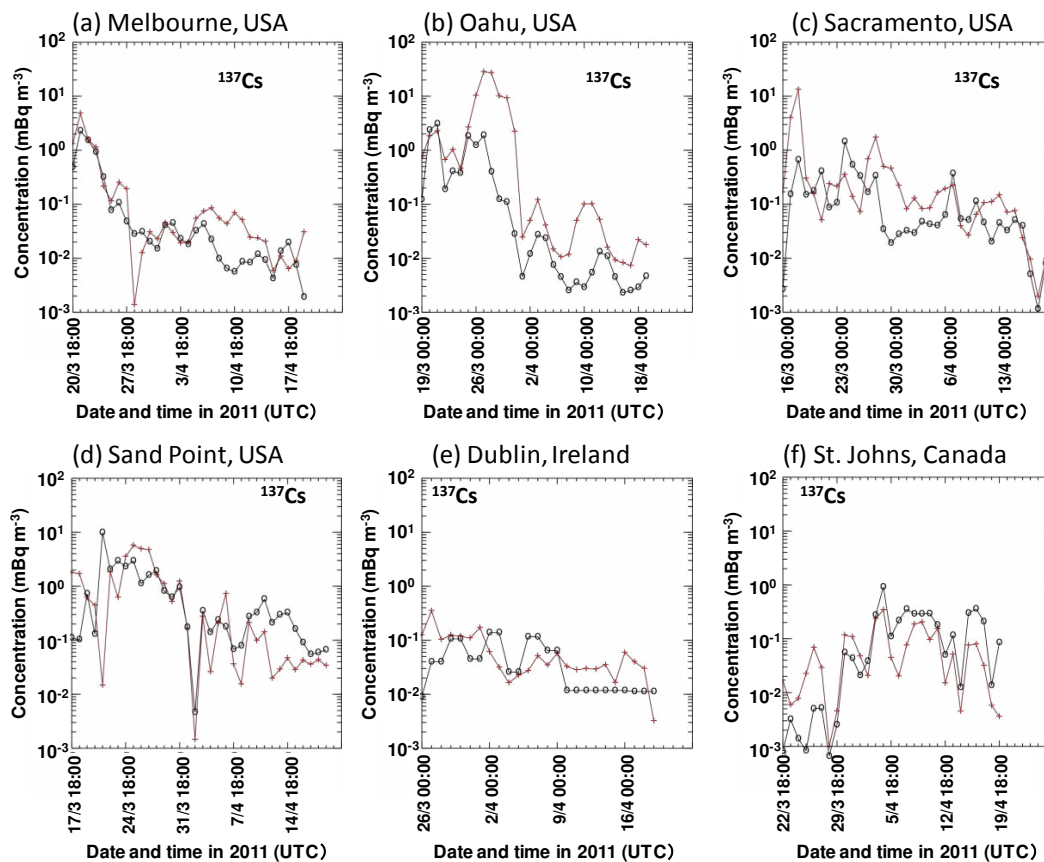 (a) Melbourne, USA
Concentration (mBq m-3)
10²
10¹
10⁰
10⁻¹
10⁻²
10⁻³
¹³⁷Cs
20/3 18:00
27/3 18:00
3/4 18:00
10/4 18:00
17/4 18:00
Date and time in 2011 (UTC)
(b) Oahu, USA
Concentration (mBq m-3)
10²
10¹
10⁰
10⁻¹
10⁻²
10⁻³
¹³⁷Cs
19/3 00:00
26/3 00:00
2/4 00:00
10/4 00:00
18/4 00:00
Date and time in 2011 (UTC)
(c) Sacramento, USA
Concentration (mBq m-3)
10²
10¹
10⁰
10⁻¹
10⁻²
10⁻³
¹³⁷Cs
16/3 00:00
23/3 00:00
30/3 00:00
6/4 00:00
13/4 00:00
Date and time in 2011 (UTC)
(d) Sand Point, USA
Concentration (mBq m-3)
10²
10¹
10⁰
10⁻¹
10⁻²
10⁻³
¹³⁷Cs
17/3 18:00
24/3 18:00
31/3 18:00
7/4 18:00
14/4 18:00
Date and time in 2011 (UTC)
(e) Dublin, Ireland
Concentration (mBq m-3)
10²
10¹
10⁰
10⁻¹
10⁻²
10⁻³
¹³⁷Cs
26/3 00:00
2/4 00:00
9/4 00:00
16/4 00:00
Date and time in 2011 (UTC)
(f) St. Johns, Canada
Concentration (mBq m-3)
10²
10¹
10⁰
10⁻¹
10⁻²
10⁻³
¹³⁷Cs
22/3 18:00
29/3 18:00
5/4 18:00
12/4 18:00
19/4 18:00
Date and time in 2011 (UTC)